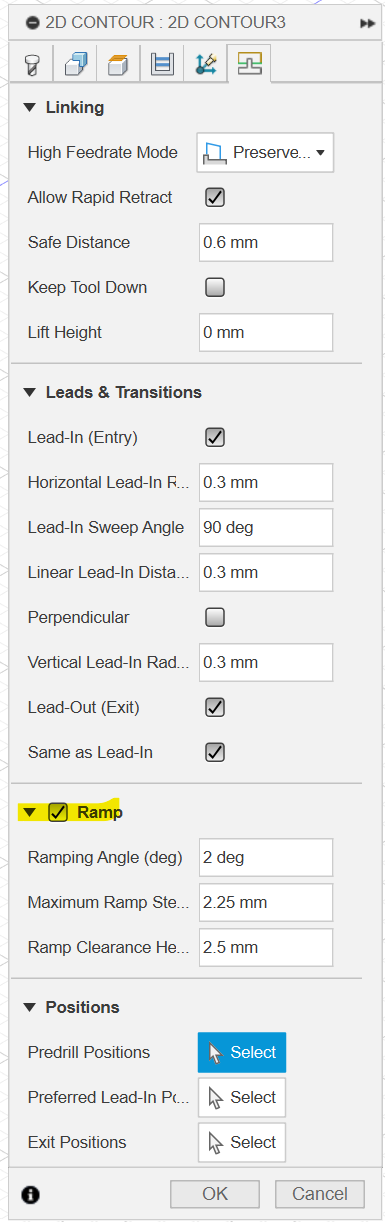 2D CONTOUR : 2D CONTOUR3
Linking
High Feedrate Mode Preserve...
Allow Rapid Retract
Safe Distance 0.6 mm
Keep Tool Down
Lift Height 0 mm
Leads & Transitions
Lead-In (Entry)
Horizontal Lead-In R... 0.3 mm
Lead-In Sweep Angle 90 deg
Linear Lead-In Dista... 0.3 mm
Perpendicular
Vertical Lead-In Rad... 0.3 mm
Lead-Out (Exit)
Same as Lead-In
Ramp
Ramping Angle (deg) 2 deg
Maximum Ramp Ste... 2.25 mm
Ramp Clearance He... 2.5 mm
Positions
Predrill Positions Select
Preferred Lead-In Po... Select
Exit Positions Select
OK Cancel